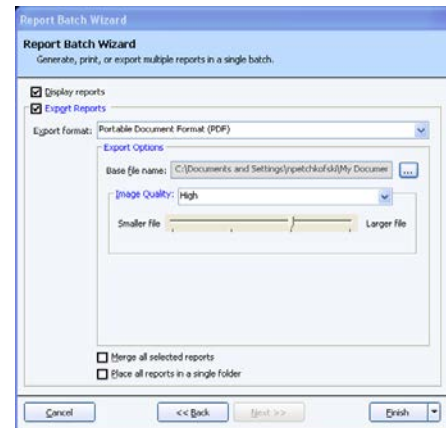 Report Batch Wizard
Report Batch Wizard
Generate, print, or export multiple reports in a single batch.
Display reports
Export Reports
Export format: Portable Document Format (PDF)
Export Options
Base file name: C:\Documents and Settings\npetchkofski\My Documer ...
Image Quality: High
Smaller file Larger file
Merge all selected reports
Place all reports in a single folder
Cancel << Back Next >> Finish